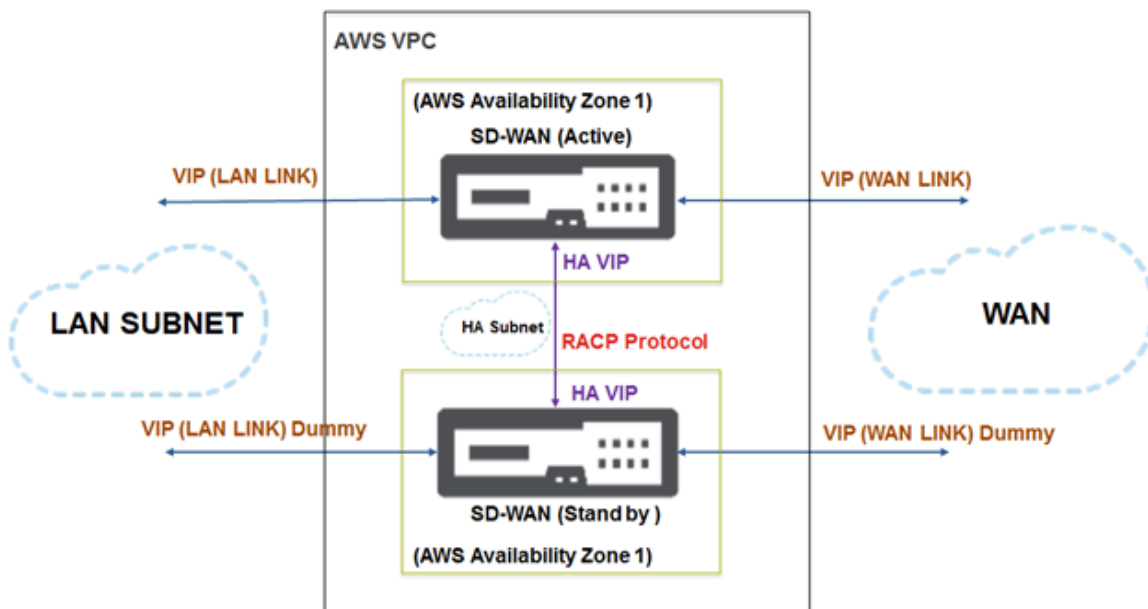 AWS VPC
(AWS Availability Zone 1)
SD-WAN (Active)
VIP (LAN LINK)
VIP (WAN LINK)
HA VIP
LAN SUBNET
HA Subnet
WAN
RACP Protocol
HA VIP
VIP (LAN LINK) Dummy
VIP (WAN LINK) Dummy
SD-WAN (Stand by )
(AWS Availability Zone 1)